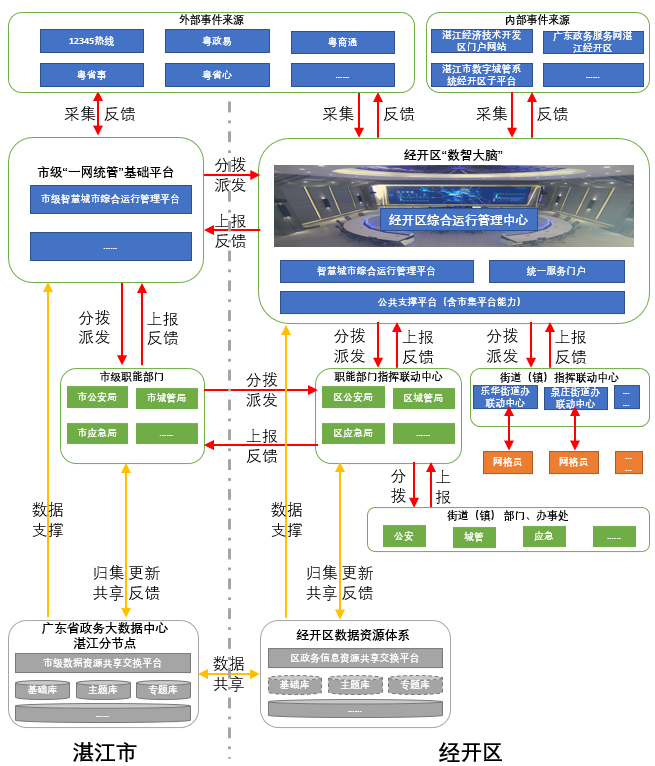 外部事件来源
12345热线
粤政易
粤商通
粤省事
粤省心
......
内部事件来源
湛江经济技术开发
区门户网站
广东政务服务网湛
江经开区
湛江市数字城管系
统经开区子平台
......
采集
反馈
采集
反馈
采集
反馈
市级“一网统管”基础平台
市级智慧城市综合运行管理平台
......
分拨
派发
上报
反馈
经开区“数智大脑”
经开区综合运行管理中心
智慧城市综合运行管理平台
统一服务门户
公共支撑平台（含市集平台能力）
分拨
派发
上报
反馈
分拨
派发
上报
反馈
分拨
派发
上报
反馈
市级职能部门
市公安局
市城管局
市应急局
......
分拨
派发
上报
反馈
职能部门指挥联动中心
区公安局
区城管局
区应急局
......
街道（镇）指挥联动中心
乐华街道办
联动中心
泉庄街道办
联动中心
...
...
网格员
网格员
...
...
分
拨
上
报
街道（镇）部门、办事处
公安
城管
应急
......
数据
支撑
归集
共享
更新
反馈
数据
支撑
归集
共享
更新
反馈
广东省政务大数据中心
湛江分节点
市级数据资源共享交换平台
基础库
主题库
专题库
......
数据
共享
经开区数据资源体系
区政务信息资源共享交换平台
基础库
主题库
专题库
......
湛江市
经开区